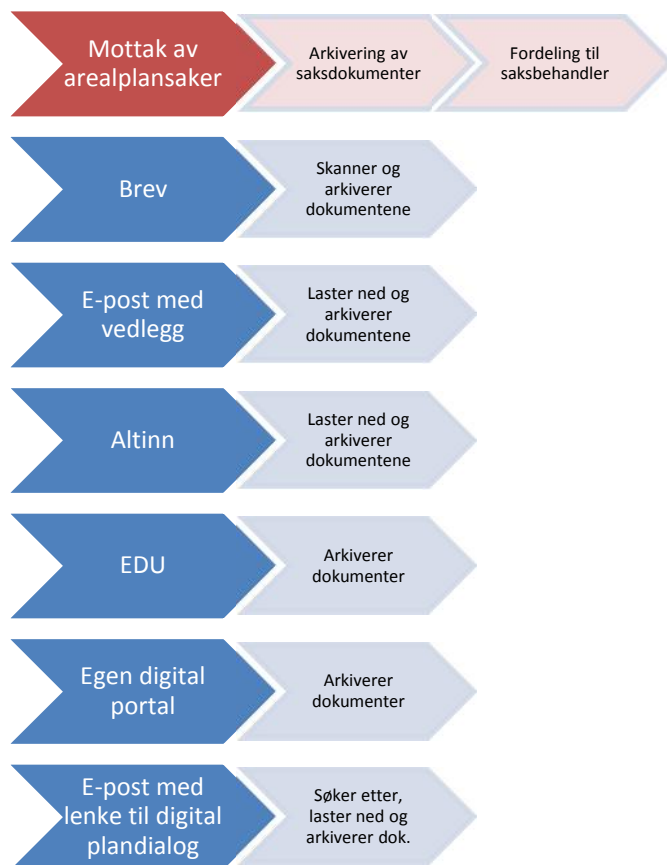 Mottak av
arealplansaker
Arkivering av
saksdokumenter
Fordeling til
saksbehandler
Brev
Skanner og
arkiverer
dokumentene
E-post med
vedlegg
Laster ned og
arkiverer
dokumentene
Altinn
Laster ned og
arkiverer
dokumentene
EDU
Arkiverer
dokumenter
Egen digital
portal
Arkiverer
dokumenter
E-post med
lenke til digital
plandialog
Søker etter,
laster ned og
arkiverer dok.